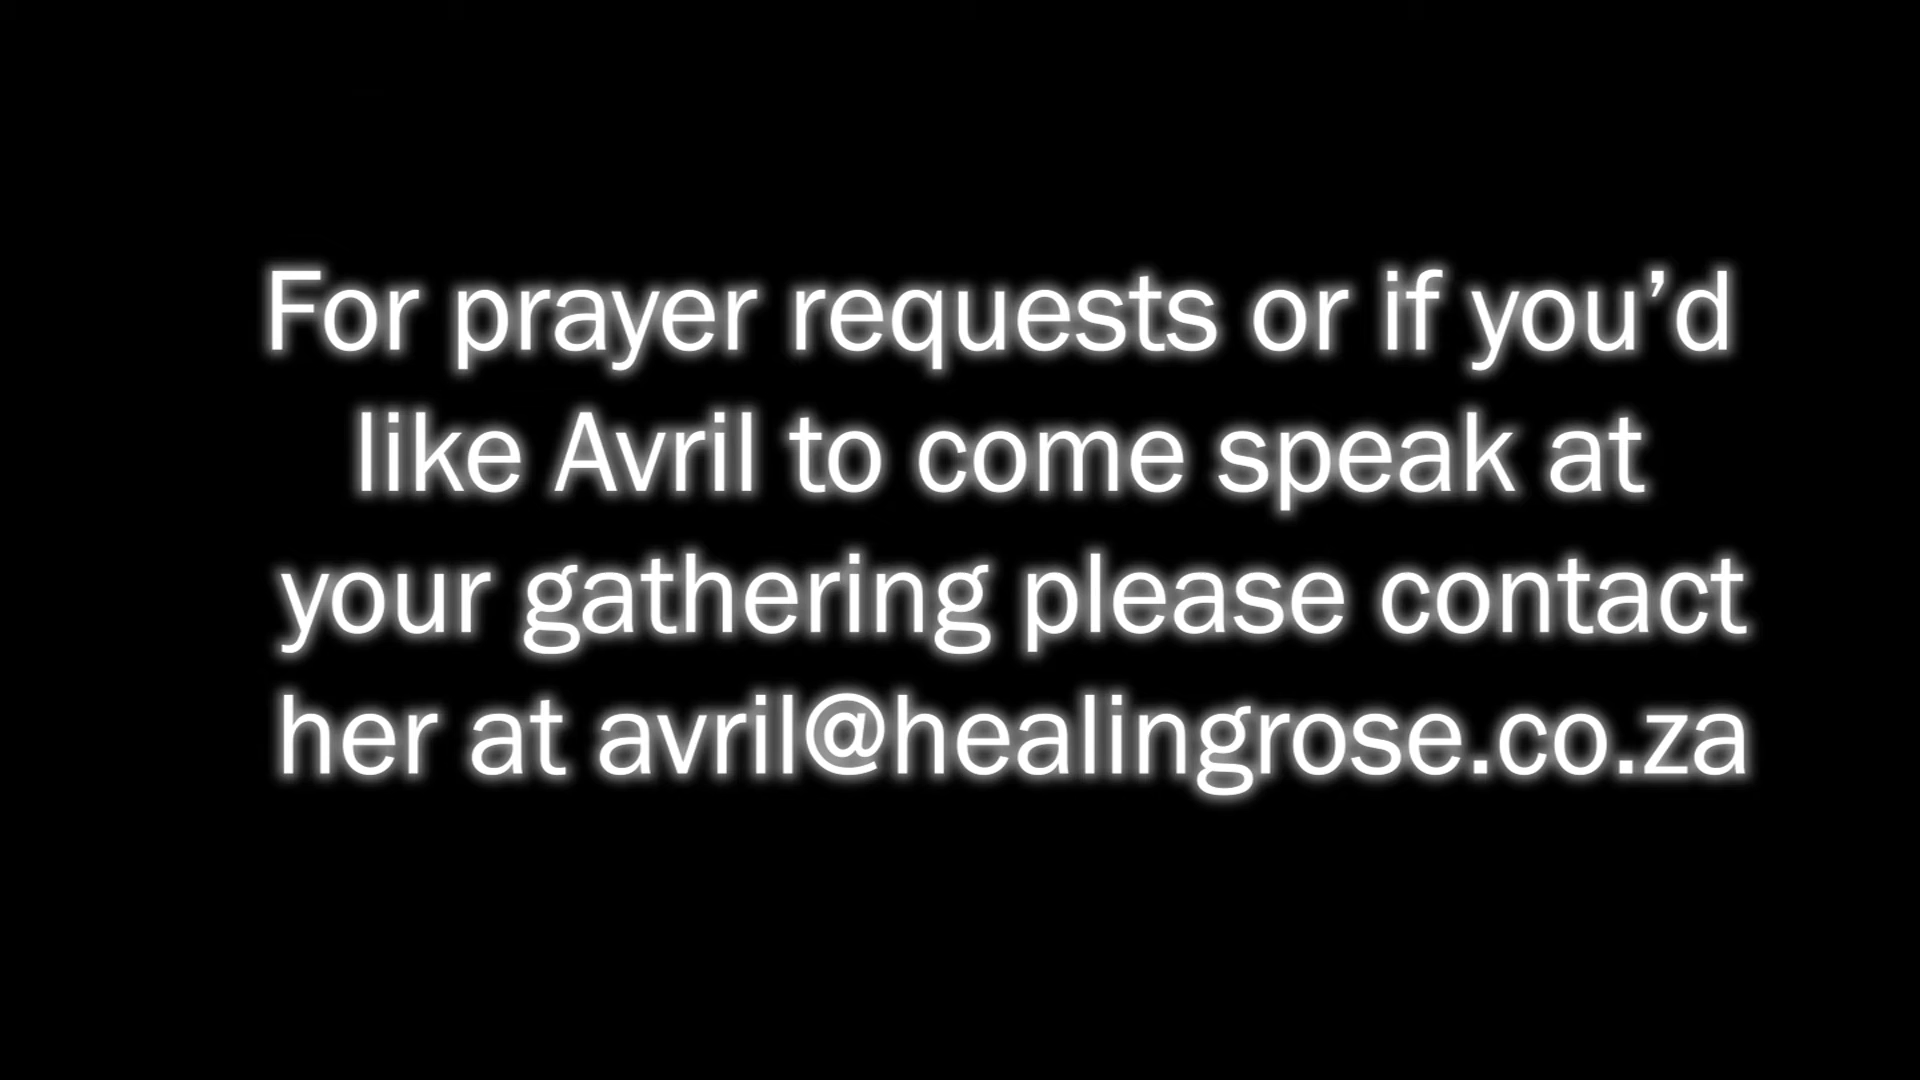 For prayer requests or if you’d
like Avril to come speak at
your gathering please contact
her at avril@healingrose.co.za